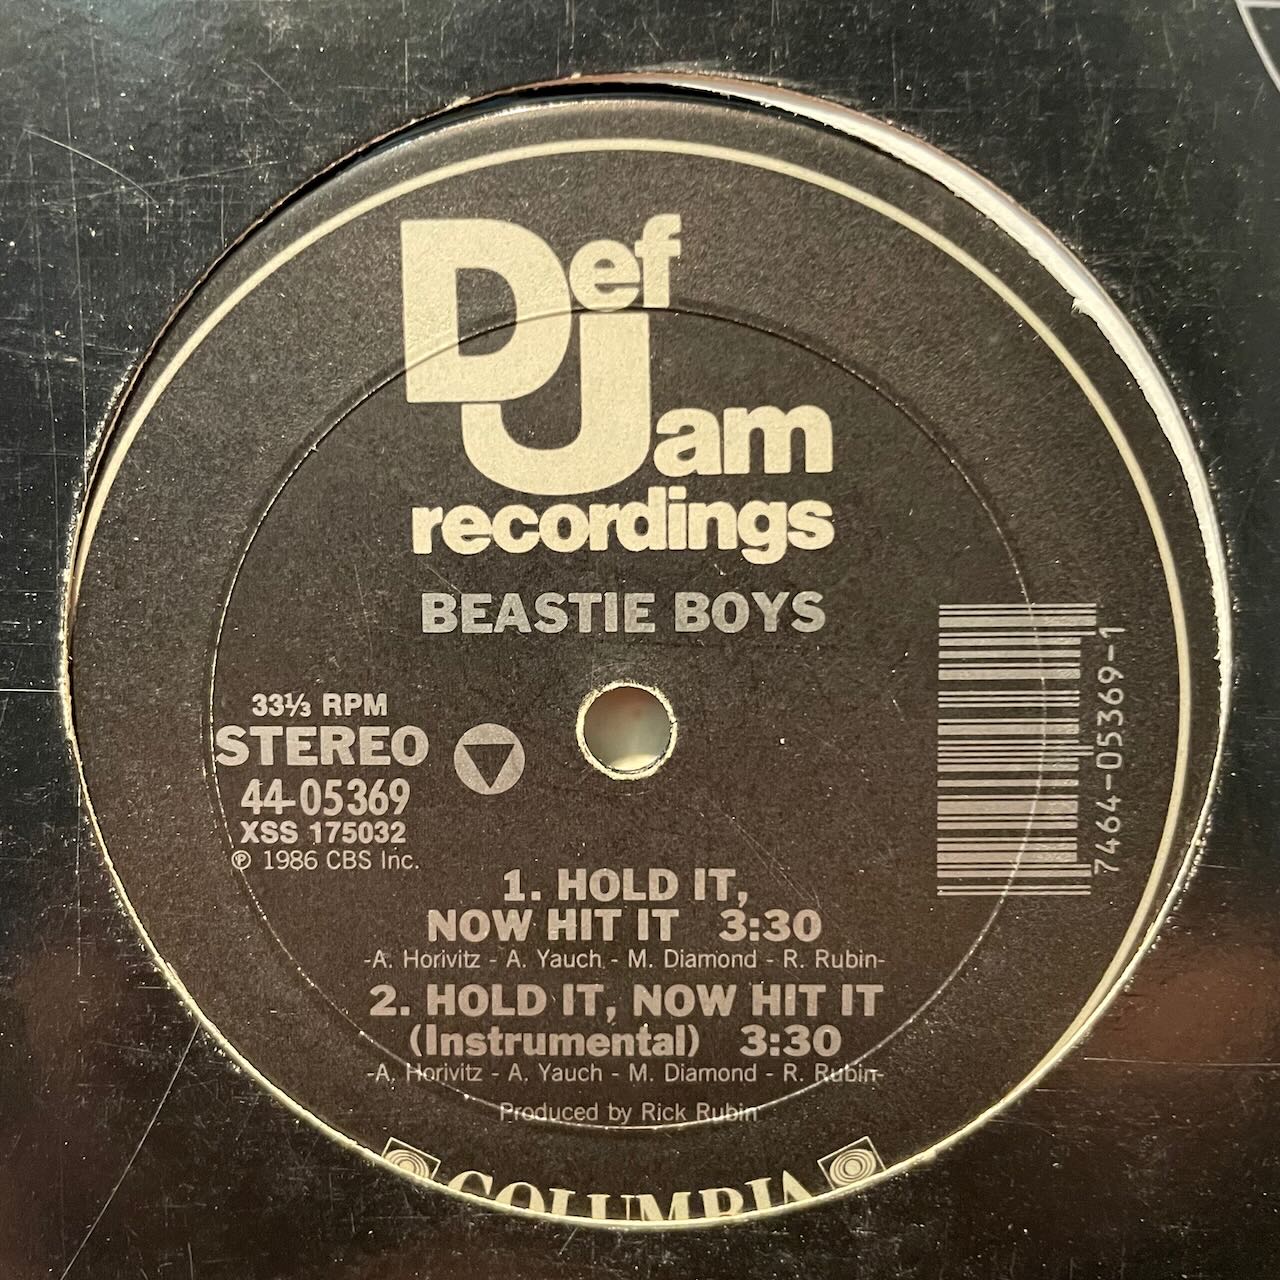 Def
Jam
recordings
BEASTIE BOYS
33⅓ RPM
STEREO
44-05369
XSS 175032
℗ 1986 CBS Inc.
7464-05369-1
1. HOLD IT,
NOW HIT IT 3:30
-A. Horivitz - A. Yauch - M. Diamond - R. Rubin-
2. HOLD IT, NOW HIT IT
(Instrumental) 3:30
-A. Horivitz - A. Yauch - M. Diamond - R. Rubin-
Produced by Rick Rubin
COLUMBIA